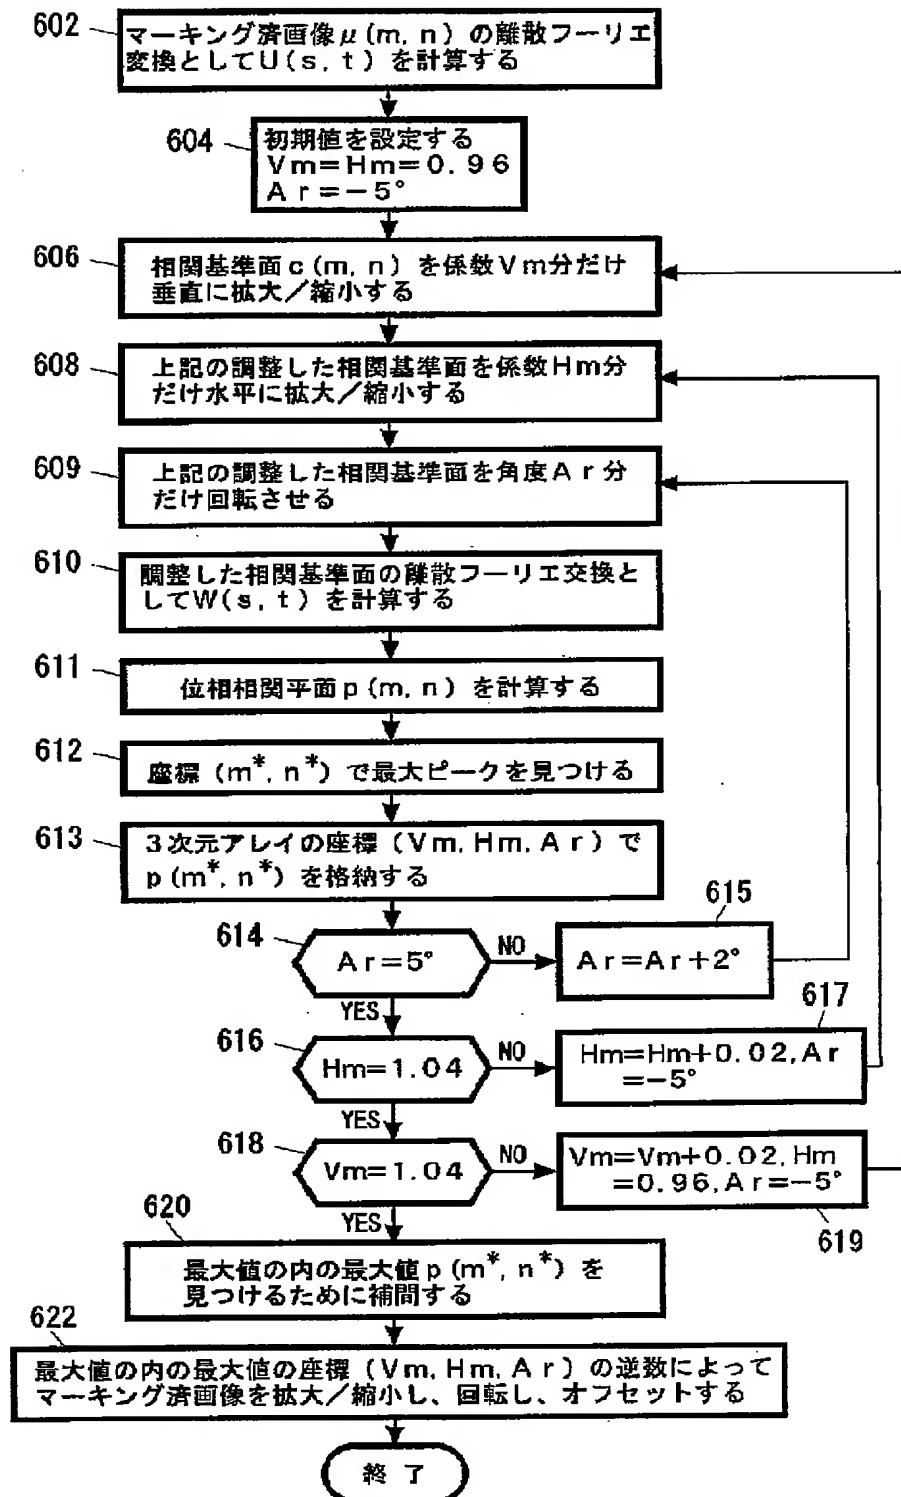 602
マーキング済画像μ(m, n)の離散フーリエ
変換としてU(s, t)を計算する
604
初期値を設定する
Vm=Hm=0.96
Ar=-5°
606
相関基準面c(m, n)を係数Vm分だけ
垂直に拡大/縮小する
608
上記の調整した相関基準面を係数Hm分
だけ水平に拡大/縮小する
609
上記の調整した相関基準面を角度Ar分
だけ回転させる
610
調整した相関基準面の離散フーリエ交換と
してW(s, t)を計算する
611
位相相関平面p(m, n)を計算する
612
座標(m*, n*)で最大ピークを見つける
613
3次元アレイの座標(Vm, Hm, Ar)で
p(m*, n*)を格納する
614
Ar=5°
NO
615
Ar=Ar+2°
YES
616
Hm=1.04
NO
617
Hm=Hm+0.02, Ar
=-5°
YES
618
Vm=1.04
NO
Vm=Vm+0.02, Hm
=0.96, Ar=-5°
619
YES
620
最大値の内の最大値p(m*, n*)を
見つけるために補間する
622
最大値の内の最大値の座標(Vm, Hm, Ar)の逆数によって
マーキング済画像を拡大/縮小し、回転し、オフセットする
終了